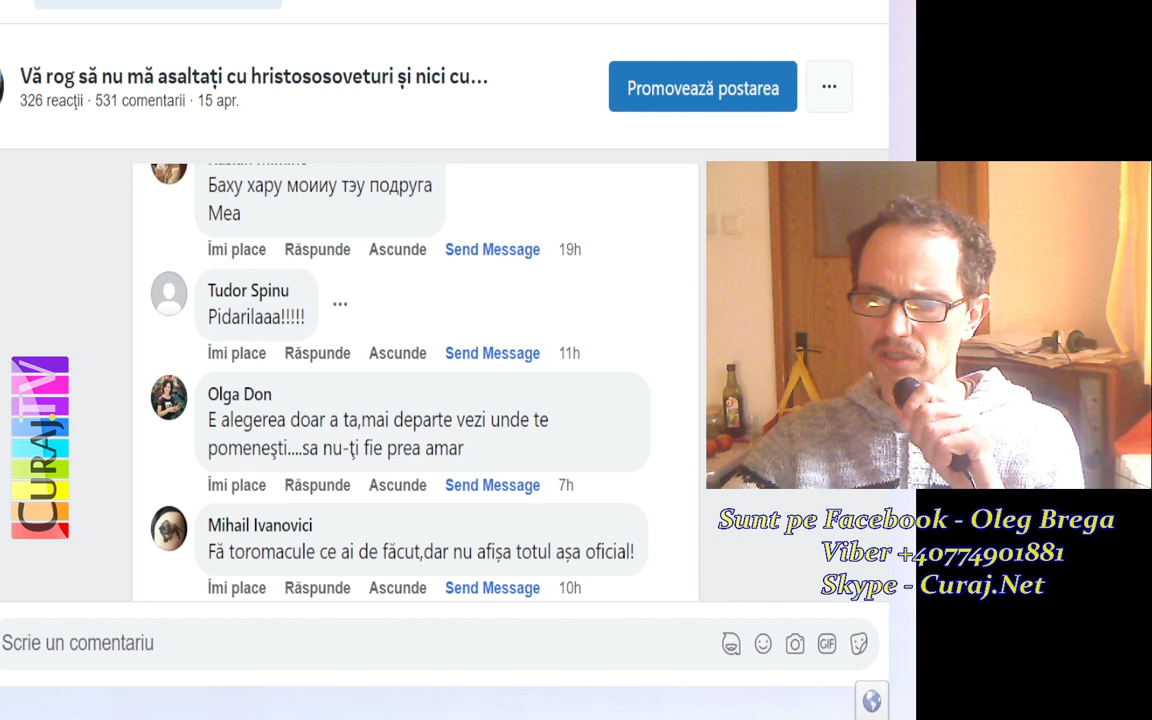 Vă rog să nu mă asaltați cu hristososoveturi și nici cu...
326 reacţii · 531 comentarii · 15 apr.
Promovează postarea
Баху хару моииу тэу подруга
Меа
Îmi place Răspunde Ascunde Send Message 19h
Tudor Spinu
Pidarilaaa!!!!!
Îmi place Răspunde Ascunde Send Message 11h
Olga Don
E alegerea doar a ta,mai departe vezi unde te
pomeneşti....sa nu-ţi fie prea amar
Îmi place Răspunde Ascunde Send Message 7h
Mihail Ivanovici
Fă toromacule ce ai de făcut,dar nu afișa totul așa oficial!
Îmi place Răspunde Ascunde Send Message 10h
Scrie un comentariu
GIF
CURAJ.TV
Sunt pe Facebook - Oleg Brega
Viber +40774901881
Skype - Curaj.Net